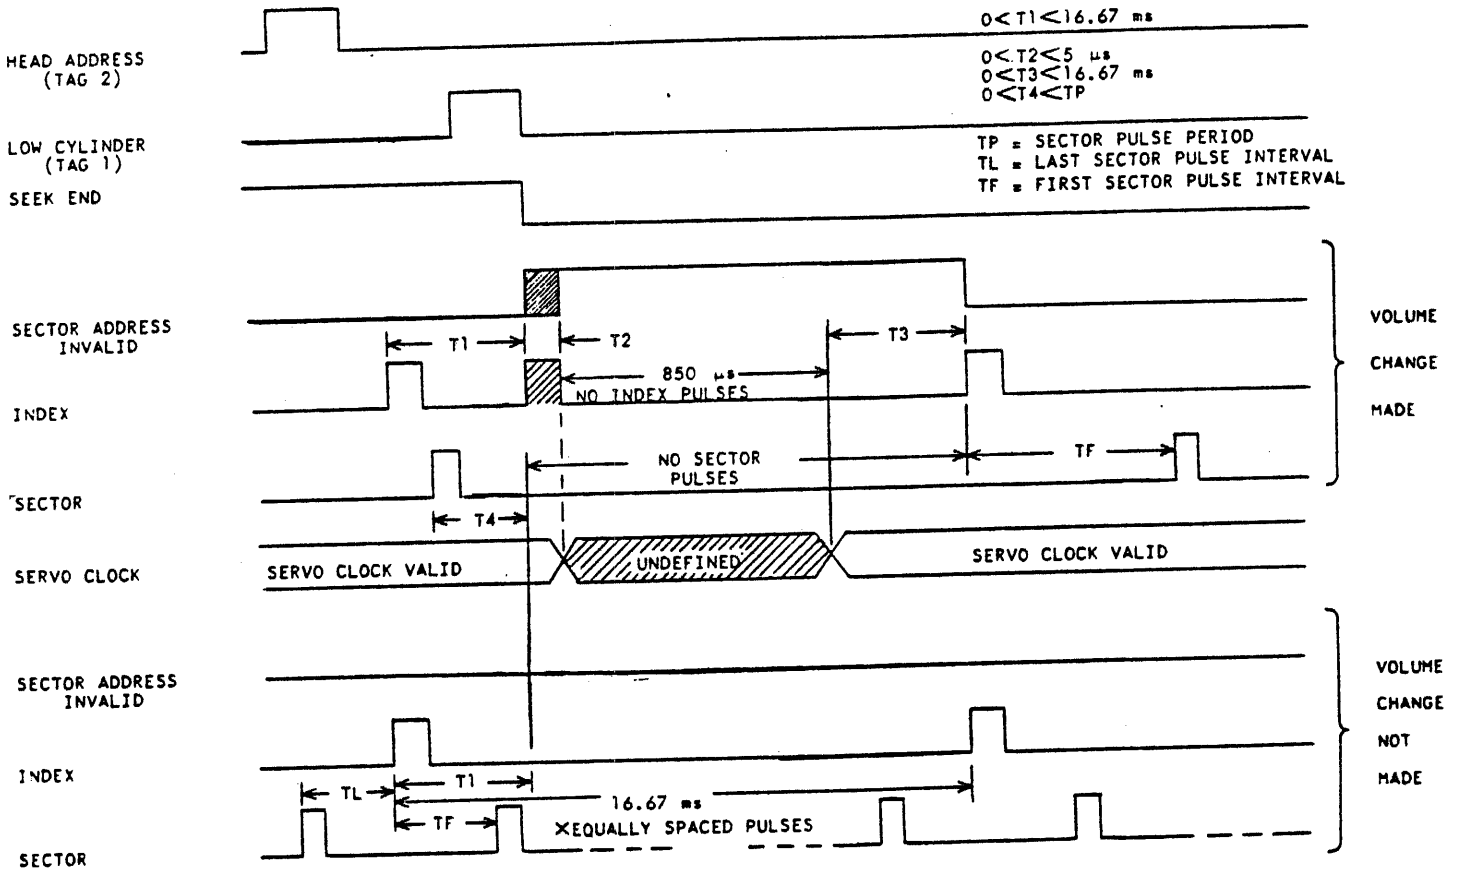 0<T1<16.67 ms
HEAD ADDRESS
(TAG 2)
0<T2<5 μs
0<T3<16.67 ms
0<T4<TP
LOW CYLINDER
(TAG 1)
TP = SECTOR PULSE PERIOD
TL = LAST SECTOR PULSE INTERVAL
TF = FIRST SECTOR PULSE INTERVAL
SEEK END
SECTOR ADDRESS
INVALID
T1
T2
T3
VOLUME
CHANGE
MADE
850 μs
NO INDEX PULSES
INDEX
NO SECTOR
PULSES
TF
SECTOR
T4
SERVO CLOCK
SERVO CLOCK VALID
UNDEFINED
SERVO CLOCK VALID
SECTOR ADDRESS
INVALID
VOLUME
CHANGE
NOT
MADE
INDEX
TL
T1
16.67 ms
TF
XEQUALLY SPACED PULSES
SECTOR